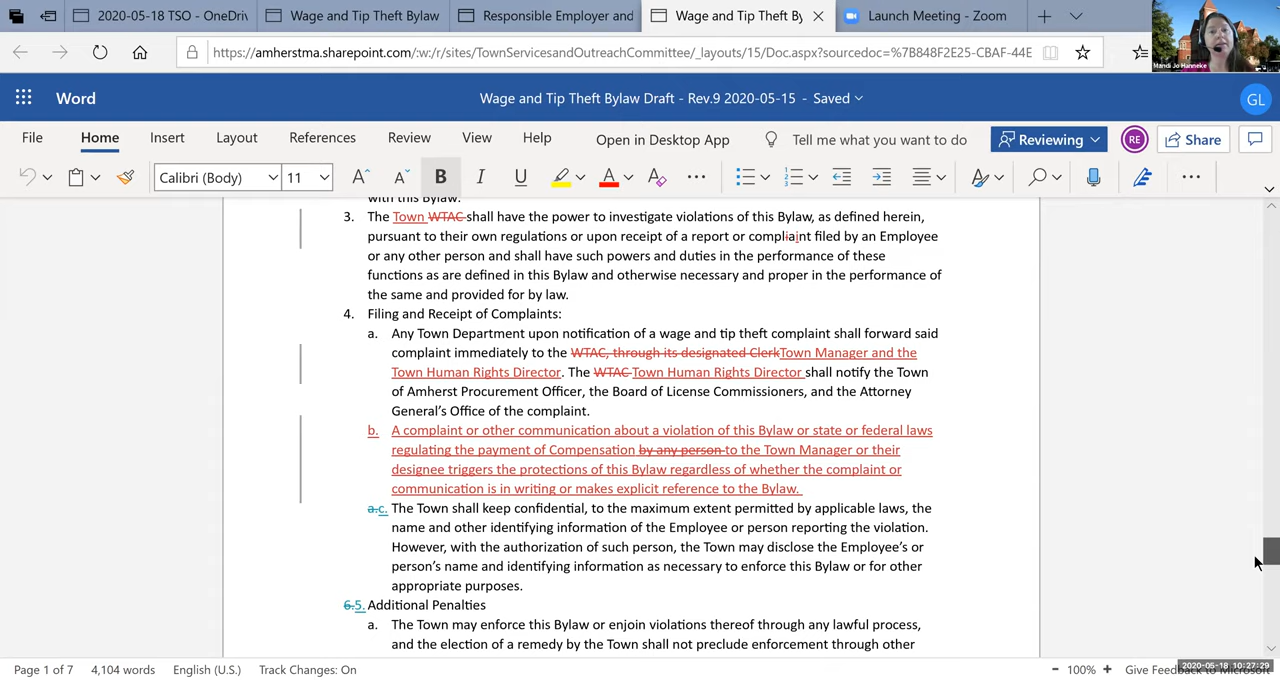 2020-05-18 TSO - OneDriv
Wage and Tip Theft Bylaw
Responsible Employer and
Wage and Tip Theft By
Launch Meeting - Zoom
https://amherstma.sharepoint.com/:w:/r/sites/TownServicesandOutreachCommittee/_layouts/15/Doc.aspx?sourcedoc=%7B848F2E25-CBAF-44E
Mandi Jo Hanneke
Word
Wage and Tip Theft Bylaw Draft - Rev.9 2020-05-15 - Saved
GL
File Home Insert Layout References Review View Help Open in Desktop App Tell me what you want to do Reviewing RE Share
Calibri (Body) 11 A A B I U A A
with this Bylaw.
3. The Town WTAC shall have the power to investigate violations of this Bylaw, as defined herein,
pursuant to their own regulations or upon receipt of a report or compliaint filed by an Employee
or any other person and shall have such powers and duties in the performance of these
functions as are defined in this Bylaw and otherwise necessary and proper in the performance of
the same and provided for by law.
4. Filing and Receipt of Complaints:
a. Any Town Department upon notification of a wage and tip theft complaint shall forward said
complaint immediately to the WTAC, through its designated ClerkTown Manager and the
Town Human Rights Director. The WTAC Town Human Rights Director shall notify the Town
of Amherst Procurement Officer, the Board of License Commissioners, and the Attorney
General's Office of the complaint.
b. A complaint or other communication about a violation of this Bylaw or state or federal laws
regulating the payment of Compensation by any person to the Town Manager or their
designee triggers the protections of this Bylaw regardless of whether the complaint or
communication is in writing or makes explicit reference to the Bylaw.
a.c. The Town shall keep confidential, to the maximum extent permitted by applicable laws, the
name and other identifying information of the Employee or person reporting the violation.
However, with the authorization of such person, the Town may disclose the Employee's or
person's name and identifying information as necessary to enforce this Bylaw or for other
appropriate purposes.
6.5. Additional Penalties
a. The Town may enforce this Bylaw or enjoin violations thereof through any lawful process,
and the election of a remedy by the Town shall not preclude enforcement through other
Page 1 of 7 4,104 words English (U.S.) Track Changes: On - 100% + Give Feedback to Microsoft
2020-05-18 10:27:29